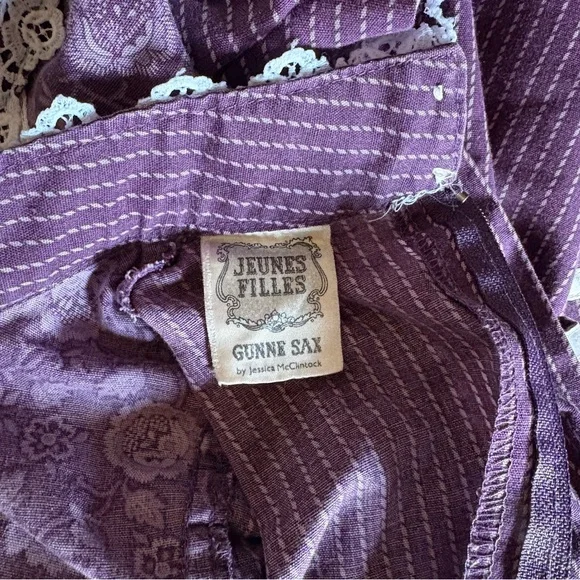 JEUNES
FILLES
GUNNE SAX
by Jessica McClintock